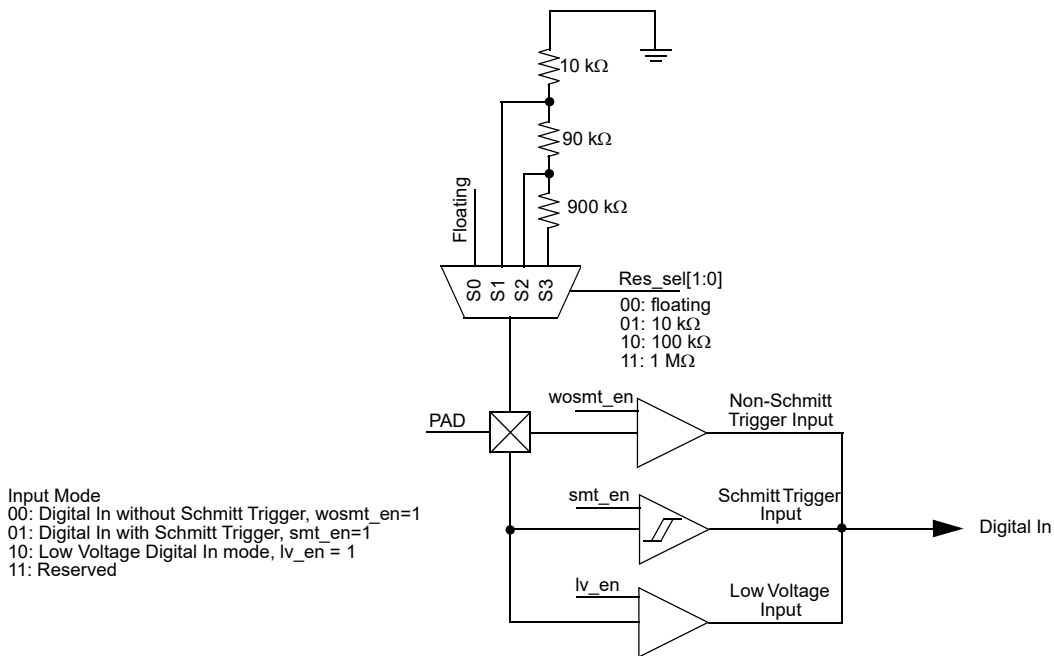 10 kΩ
90 kΩ
900 kΩ
Floating
S0
S1
S2
S3
Res_sel[1:0]
00: floating
01: 10 kΩ
10: 100 kΩ
11: 1 MΩ
PAD
wosmt_en
Non-Schmitt
Trigger Input
smt_en
Schmitt Trigger
Input
Digital In
lv_en
Low Voltage
Input
Input Mode
00: Digital In without Schmitt Trigger, wosmt_en=1
01: Digital In with Schmitt Trigger, smt_en=1
10: Low Voltage Digital In mode, lv_en = 1
11: Reserved